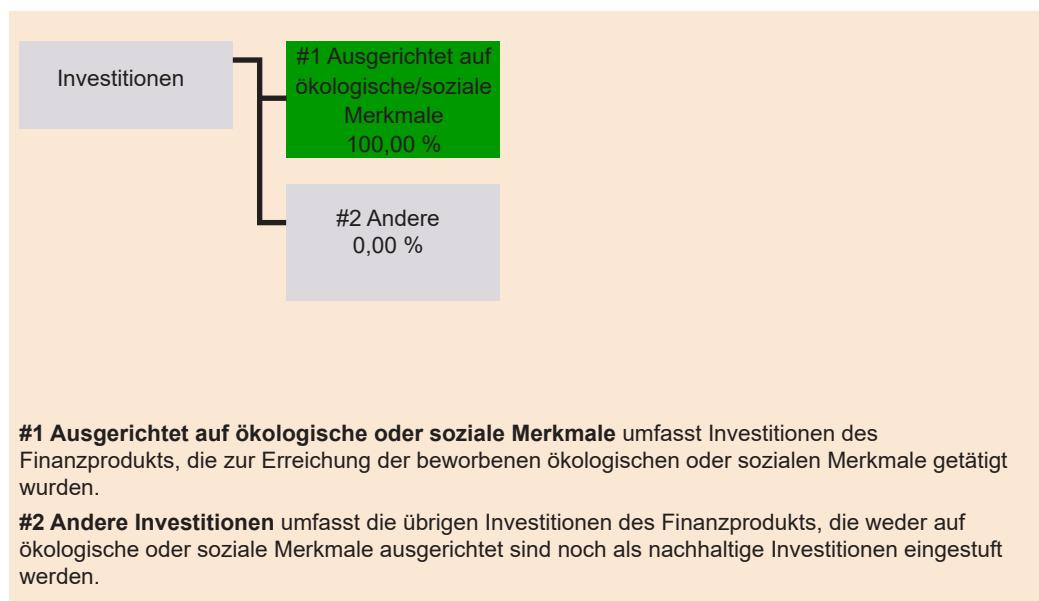 Investitionen
#1 Ausgerichtet auf
ökologische/soziale
Merkmale
100,00 %
#2 Andere
0,00 %
#1 Ausgerichtet auf ökologische oder soziale Merkmale umfasst Investitionen des
Finanzprodukts, die zur Erreichung der beworbenen ökologischen oder sozialen Merkmale getätigt
wurden.
#2 Andere Investitionen umfasst die übrigen Investitionen des Finanzprodukts, die weder auf
ökologische oder soziale Merkmale ausgerichtet sind noch als nachhaltige Investitionen eingestuft
werden.